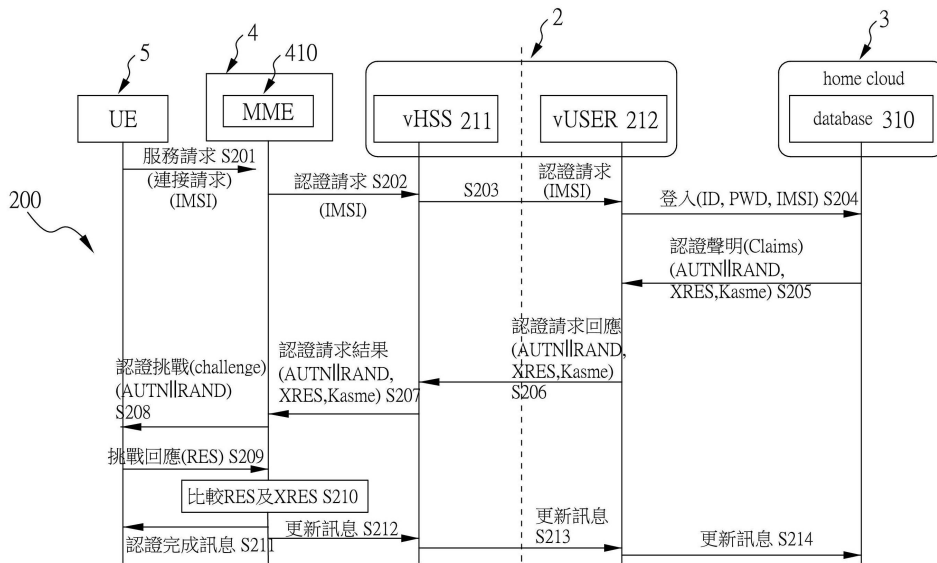 2
3
4
410
5
home cloud
UE
MME
vHSS 211
vUSER 212
database 310
服務請求 S201
(連接請求)
(IMSI)
認證請求 S202
(IMSI)
S203
認證請求
(IMSI)
登入(ID, PWD, IMSI) S204
200
認證聲明(Claims)
(AUTN||RAND,
XRES,Kasme) S205
認證請求回應
(AUTN||RAND,
XRES,Kasme)
S206
認證請求結果
(AUTN||RAND,
XRES,Kasme) S207
認證挑戰(challenge)
(AUTN||RAND)
S208
挑戰回應(RES) S209
比較RES及XRES S210
認證完成訊息 S211
更新訊息 S212
更新訊息
S213
更新訊息 S214